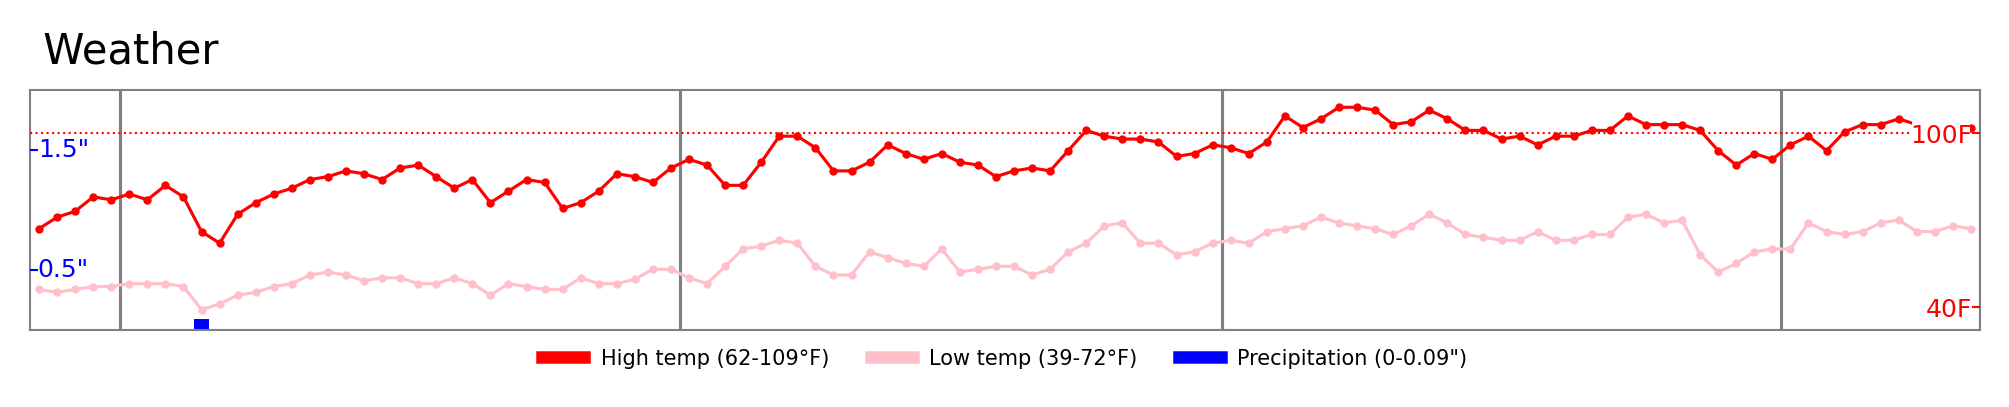 Weather
1.5"
100F
0.5"
40F
High temp (62-109°F) Low temp (39-72°F) Precipitation (0-0.09")